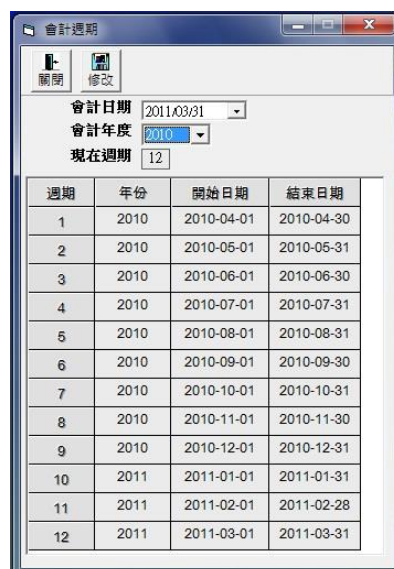 會計週期
關閉 修改
會計日期 2011/03/31
會計年度 2010
現在週期 12
週期 年份 開始日期 結束日期
1 2010 2010-04-01 2010-04-30
2 2010 2010-05-01 2010-05-31
3 2010 2010-06-01 2010-06-30
4 2010 2010-07-01 2010-07-31
5 2010 2010-08-01 2010-08-31
6 2010 2010-09-01 2010-09-30
7 2010 2010-10-01 2010-10-31
8 2010 2010-11-01 2010-11-30
9 2010 2010-12-01 2010-12-31
10 2011 2011-01-01 2011-01-31
11 2011 2011-02-01 2011-02-28
12 2011 2011-03-01 2011-03-31